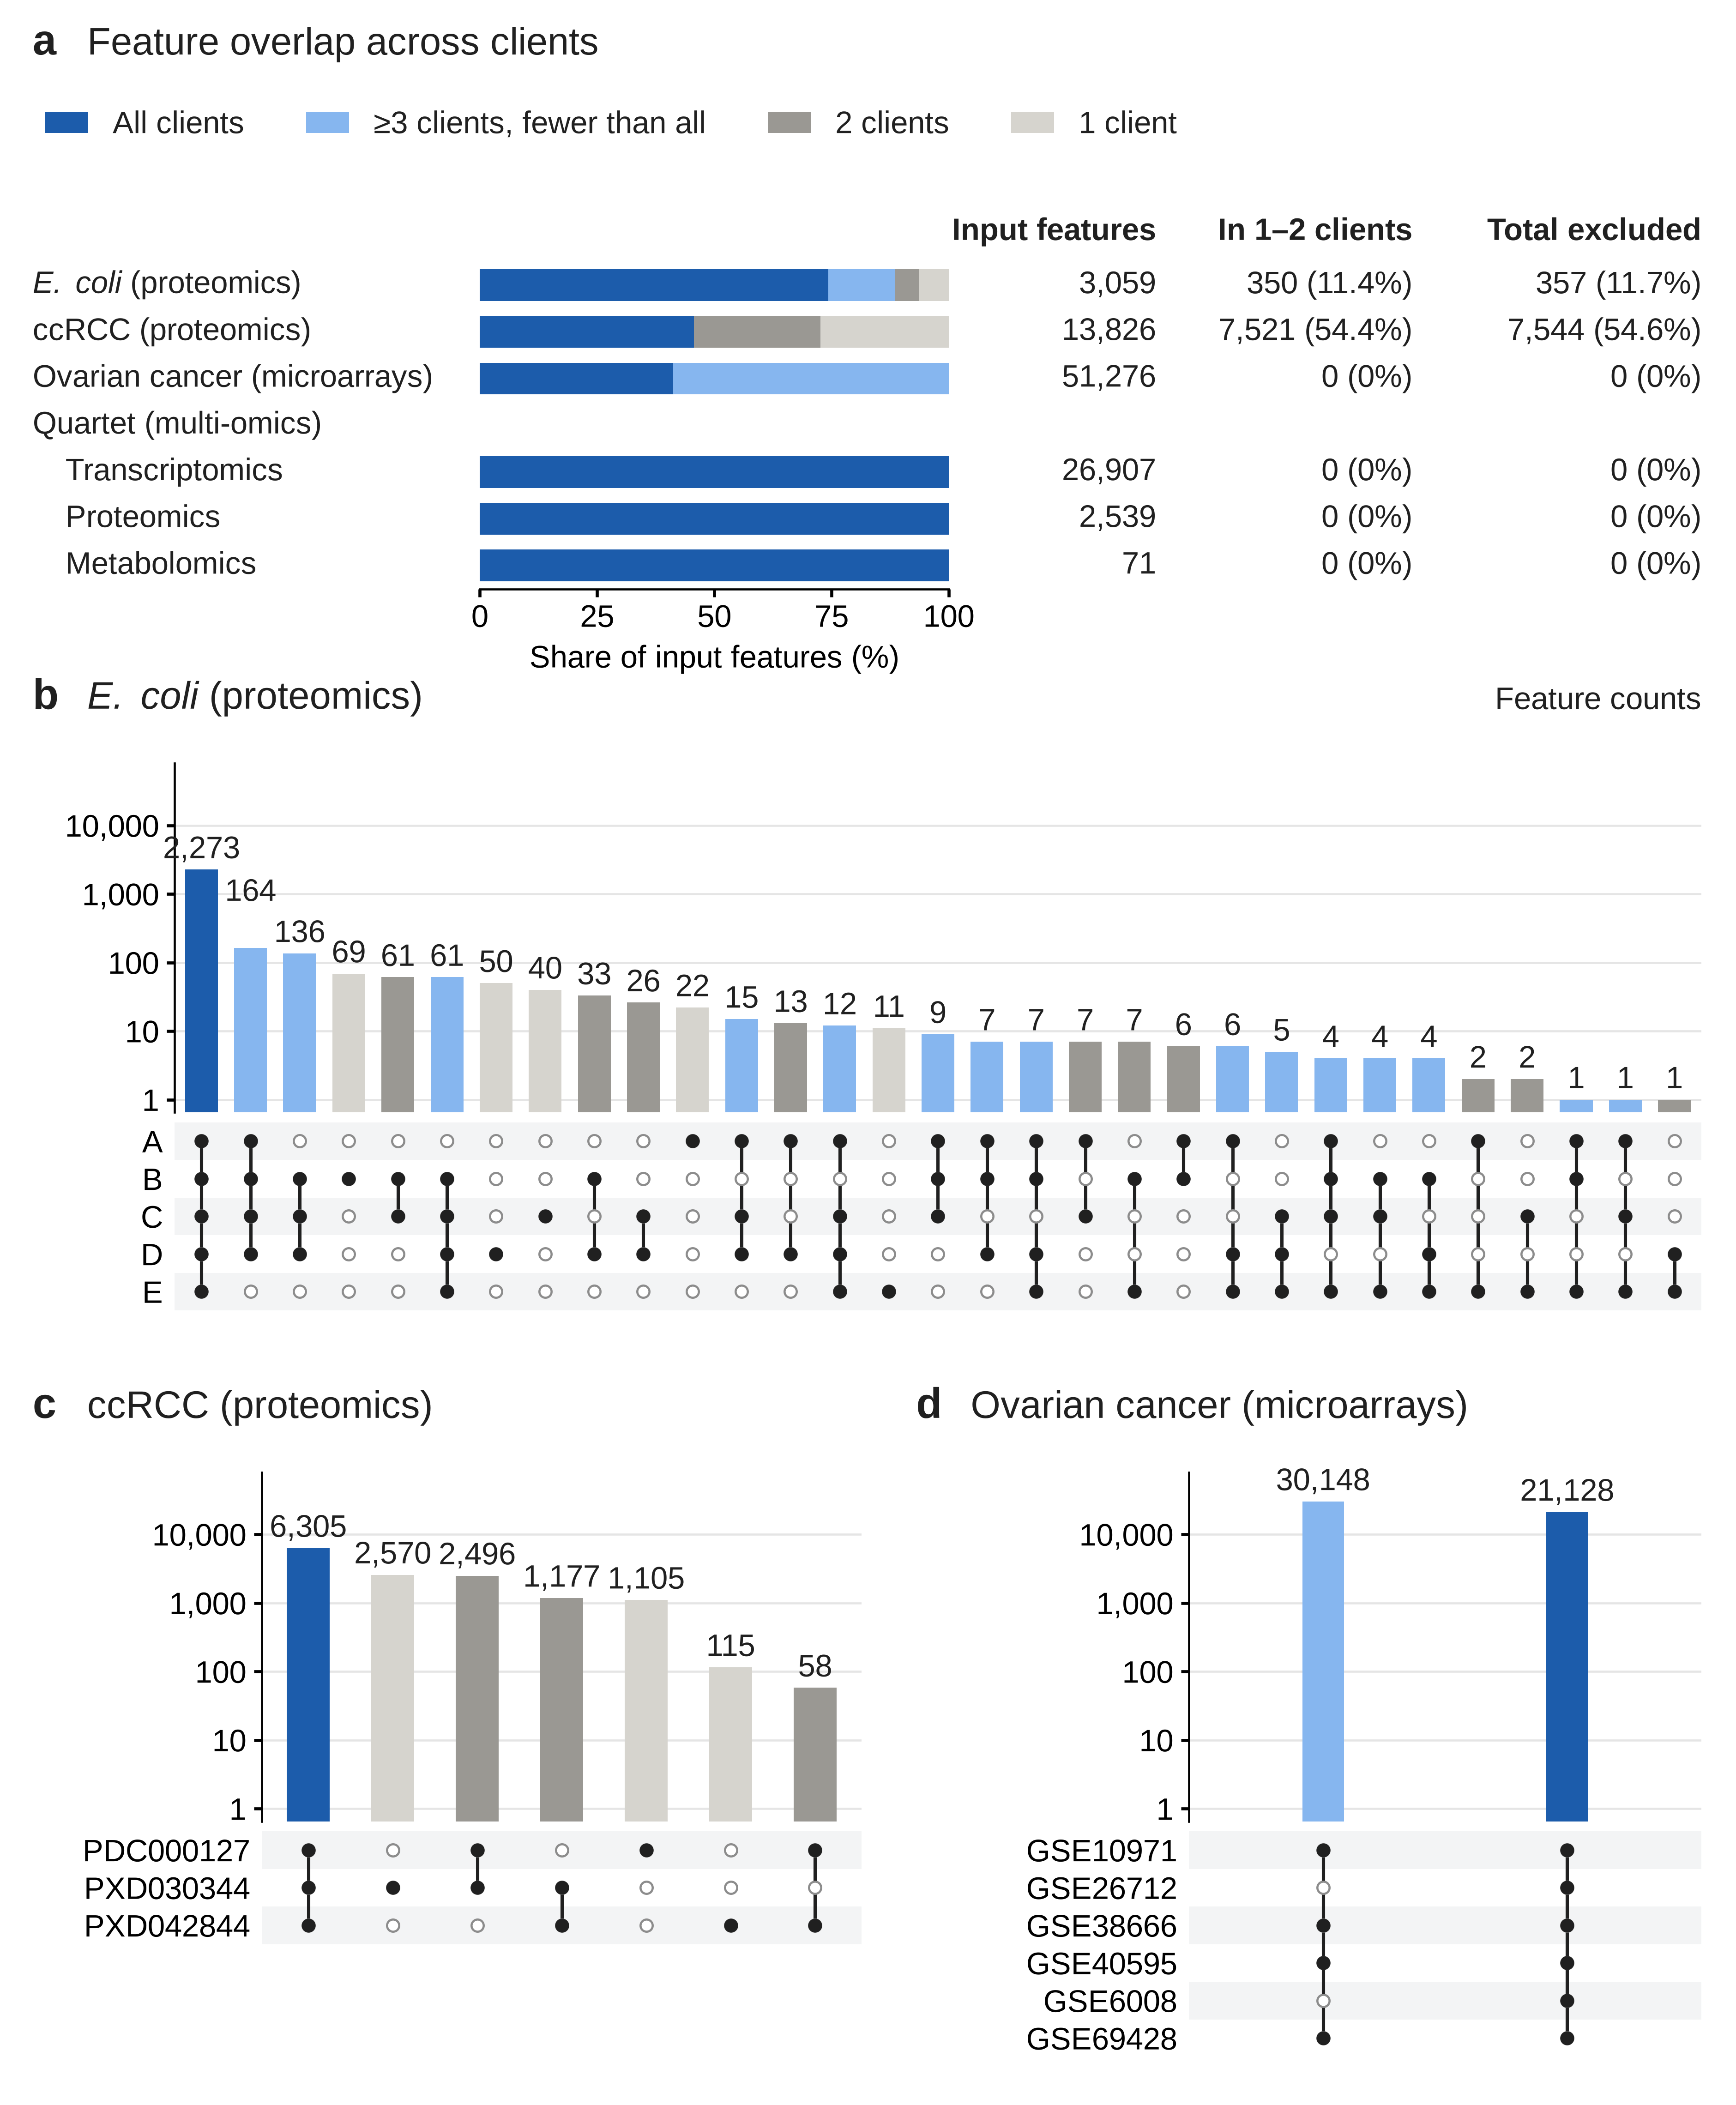 a Feature overlap across clients
All clients ≥3 clients, fewer than all 2 clients 1 client
Input features In 1–2 clients Total excluded
E. coli (proteomics) 3,059 350 (11.4%) 357 (11.7%)
ccRCC (proteomics) 13,826 7,521 (54.4%) 7,544 (54.6%)
Ovarian cancer (microarrays) 51,276 0 (0%) 0 (0%)
Quartet (multi-omics)
Transcriptomics 26,907 0 (0%) 0 (0%)
Proteomics 2,539 0 (0%) 0 (0%)
Metabolomics 71 0 (0%) 0 (0%)
0 25 50 75 100
Share of input features (%)
b E. coli (proteomics) Feature counts
10,000
1,000
100
10
1
2,273 164 136 69 61 61 50 40 33 26 22 15 13 12 11 9 7 7 7 7 6 6 5 4 4 4 2 2 1 1 1
A
B
C
D
E
c ccRCC (proteomics)
10,000
1,000
100
10
1
6,305 2,570 2,496 1,177 1,105 115 58
PDC000127
PXD030344
PXD042844
d Ovarian cancer (microarrays)
30,148 21,128
10,000
1,000
100
10
1
GSE10971
GSE26712
GSE38666
GSE40595
GSE6008
GSE69428